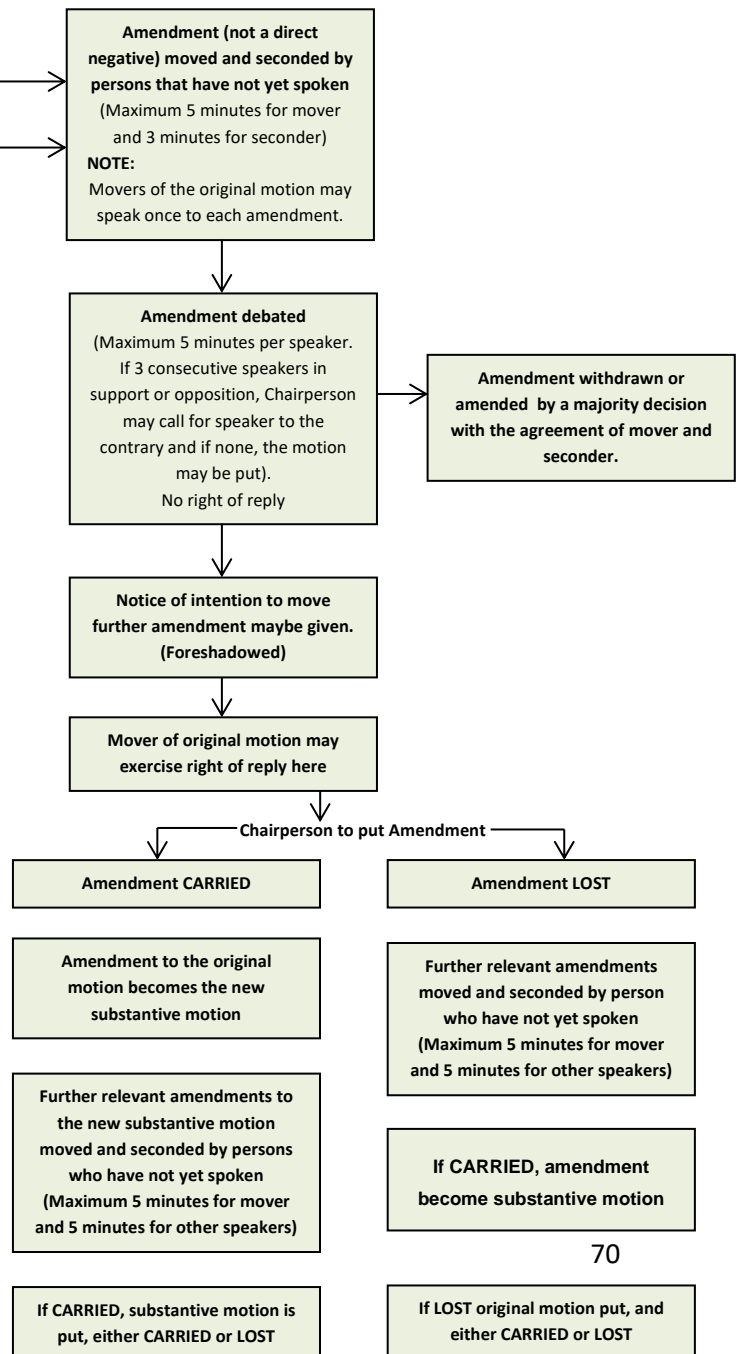 Amendment (not a direct
negative) moved and seconded by
persons that have not yet spoken
(Maximum 5 minutes for mover
and 3 minutes for seconder)
NOTE:
Movers of the original motion may
speak once to each amendment.
Amendment debated
(Maximum 5 minutes per speaker.
If 3 consecutive speakers in
support or opposition, Chairperson
may call for speaker to the
contrary and if none, the motion
may be put).
No right of reply
Amendment withdrawn or
amended by a majority decision
with the agreement of mover and
seconder.
Notice of intention to move
further amendment maybe given.
(Foreshadowed)
Mover of original motion may
exercise right of reply here
Chairperson to put Amendment
Amendment CARRIED
Amendment to the original
motion becomes the new
substantive motion
Further relevant amendments to
the new substantive motion
moved and seconded by persons
who have not yet spoken
(Maximum 5 minutes for mover
and 5 minutes for other speakers)
If CARRIED, substantive motion is
put, either CARRIED or LOST
Amendment LOST
Further relevant amendments
moved and seconded by person
who have not yet spoken
(Maximum 5 minutes for mover
and 5 minutes for other speakers)
If CARRIED, amendment
become substantive motion
70
If LOST original motion put, and
either CARRIED or LOST